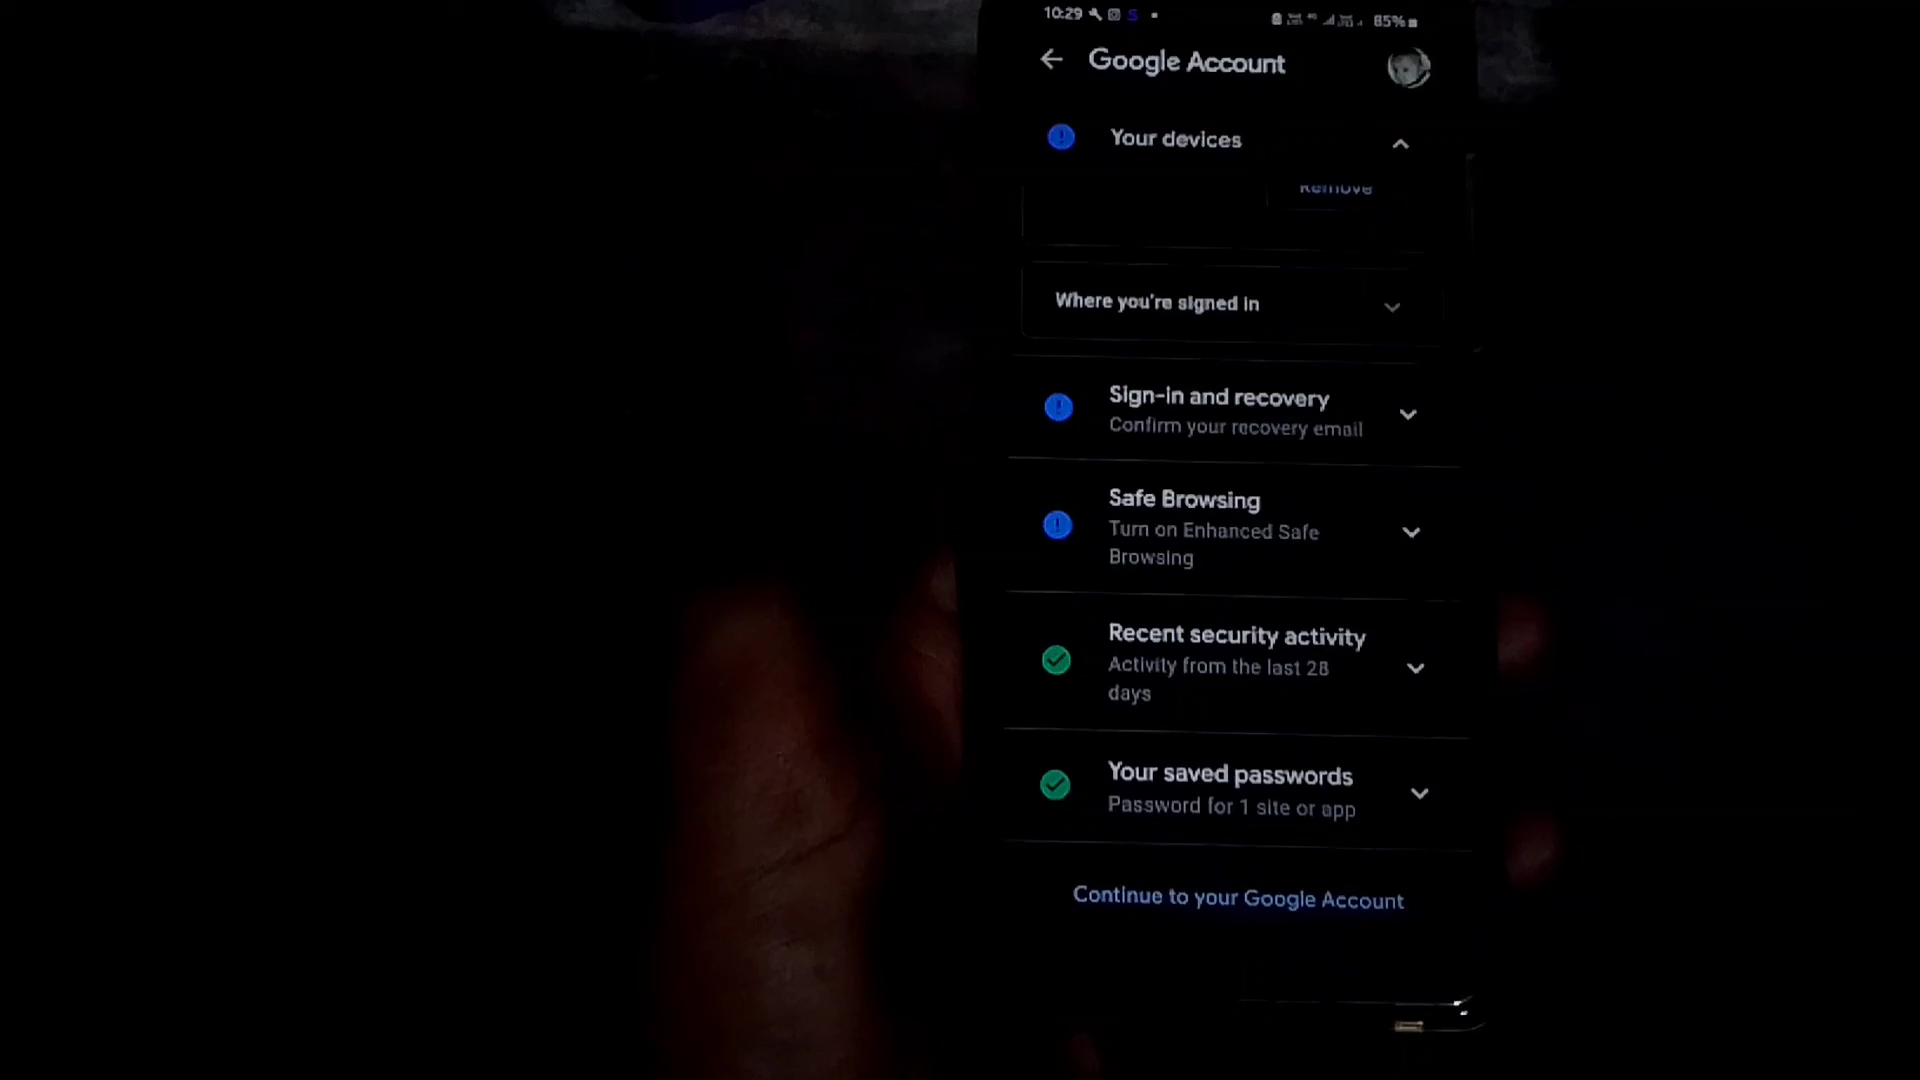 10:29 S 85%
Google Account
Your devices
Remove
Where you're signed in
Sign-in and recovery
Confirm your recovery email
Safe Browsing
Turn on Enhanced Safe
Browsing
Recent security activity
Activity from the last 28
days
Your saved passwords
Password for 1 site or app
Continue to your Google Account